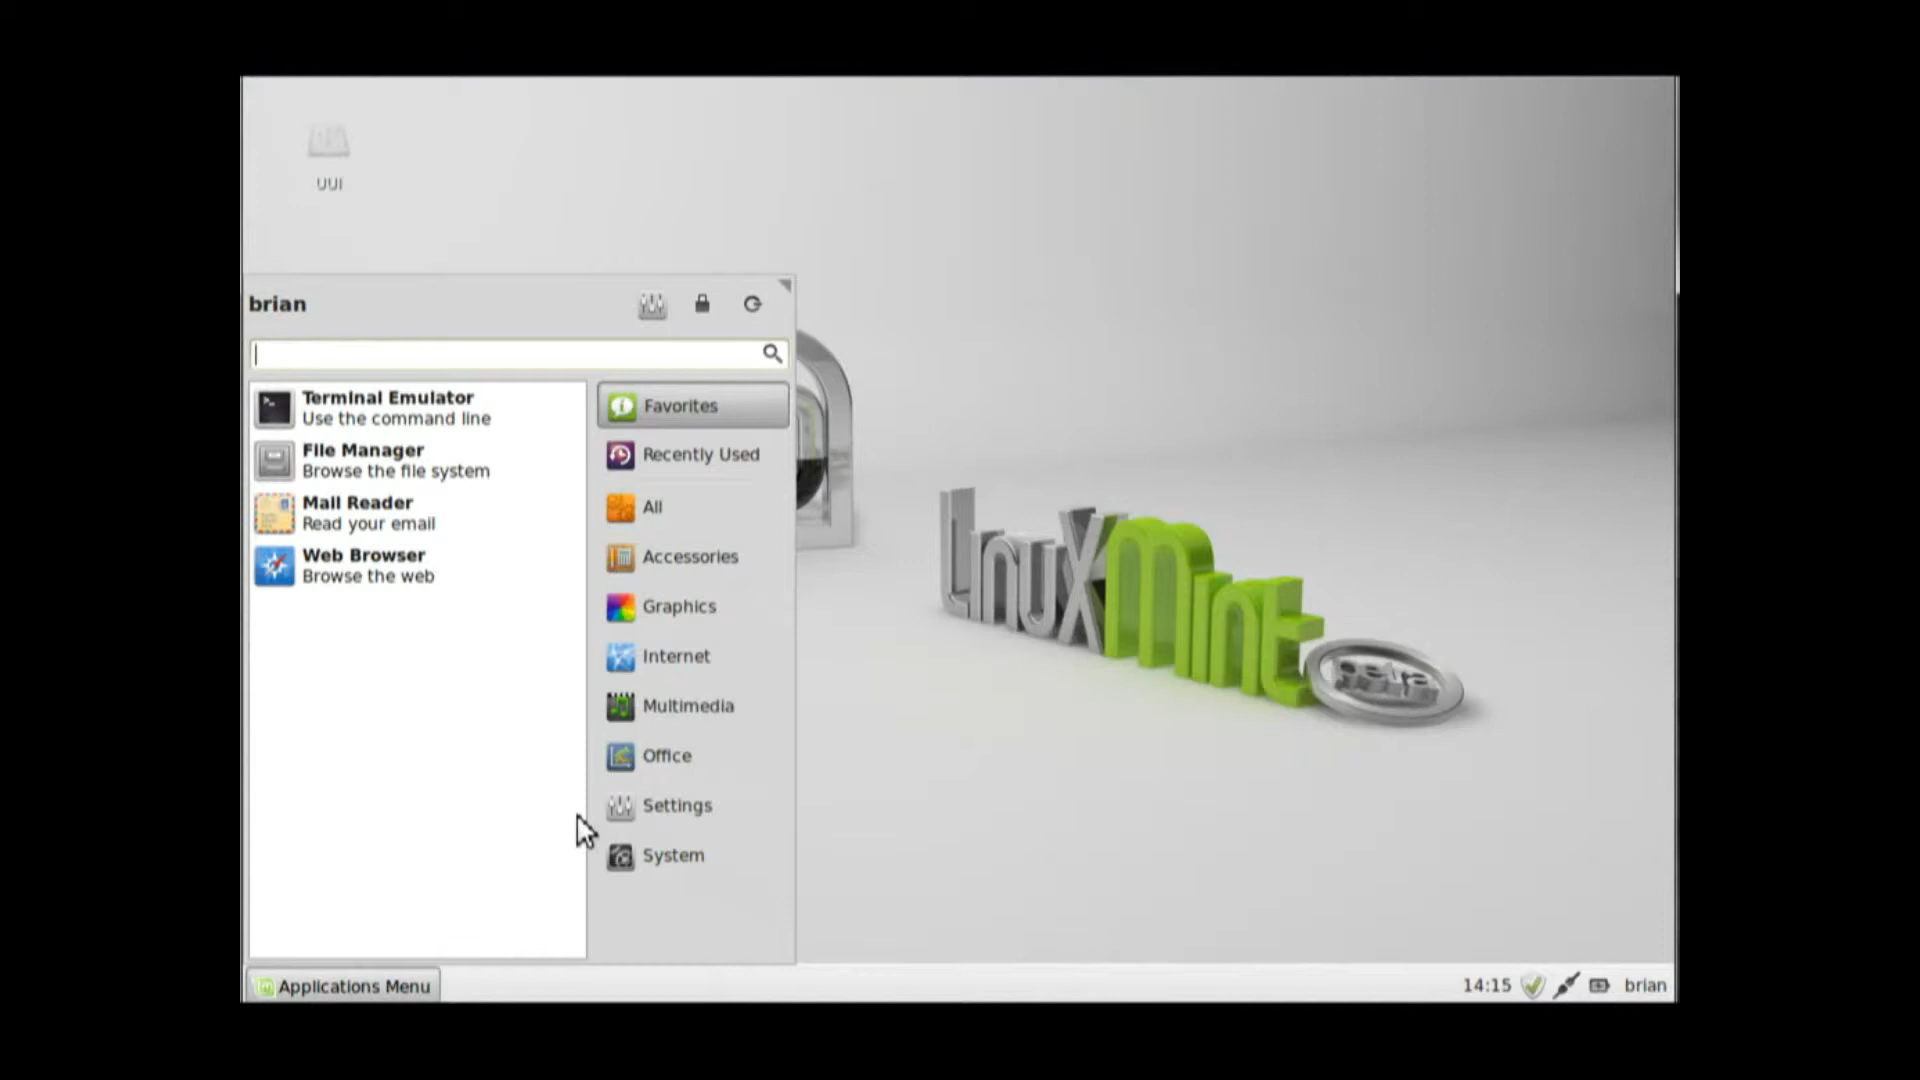 UUI
brian
Terminal Emulator
Use the command line
File Manager
Browse the file system
Mail Reader
Read your email
Web Browser
Browse the web
Favorites
Recently Used
All
Accessories
Graphics
Internet
Multimedia
Office
Settings
System
LinuxMint
petra
Applications Menu
14:15
brian